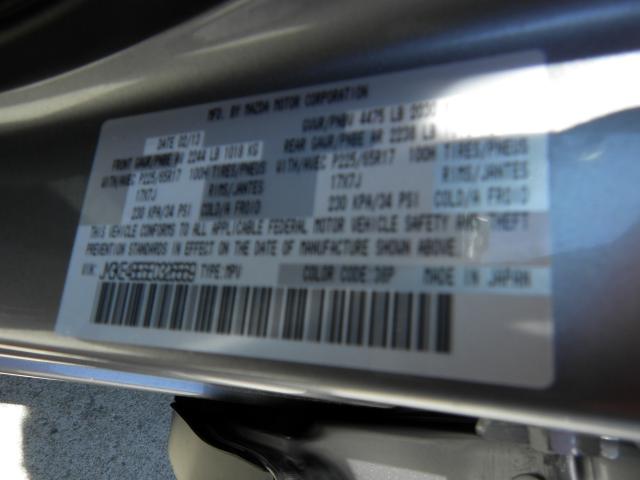 MFD. BY MAZDA MOTOR CORPORATION
DATE 02/13 GVWR/PNBV 4475 LB
FRONT GAWR/PNBE AV 2244 LB 1018 KG REAR GAWR/PNBE AR 2238 LB
WITH/AVEC P225/65R17 100H TIRES/PNEUS WITH/AVEC P225/65R17 100H TIRES/PNEUS
17X7J RIMS/JANTES 17X7J RIMS/JANTES
230 KPA/34 PSI COLD/A FROID 230 KPA/34 PSI COLD/A FROID
THIS VEHICLE CONFORMS TO ALL APPLICABLE FEDERAL MOTOR VEHICLE SAFETY AND THEFT
PREVENTION STANDARDS IN EFFECT ON THE DATE OF MANUFACTURE SHOWN ABOVE.
VIN: TYPE:MPV COLOR CODE:38P MADE IN JAPAN